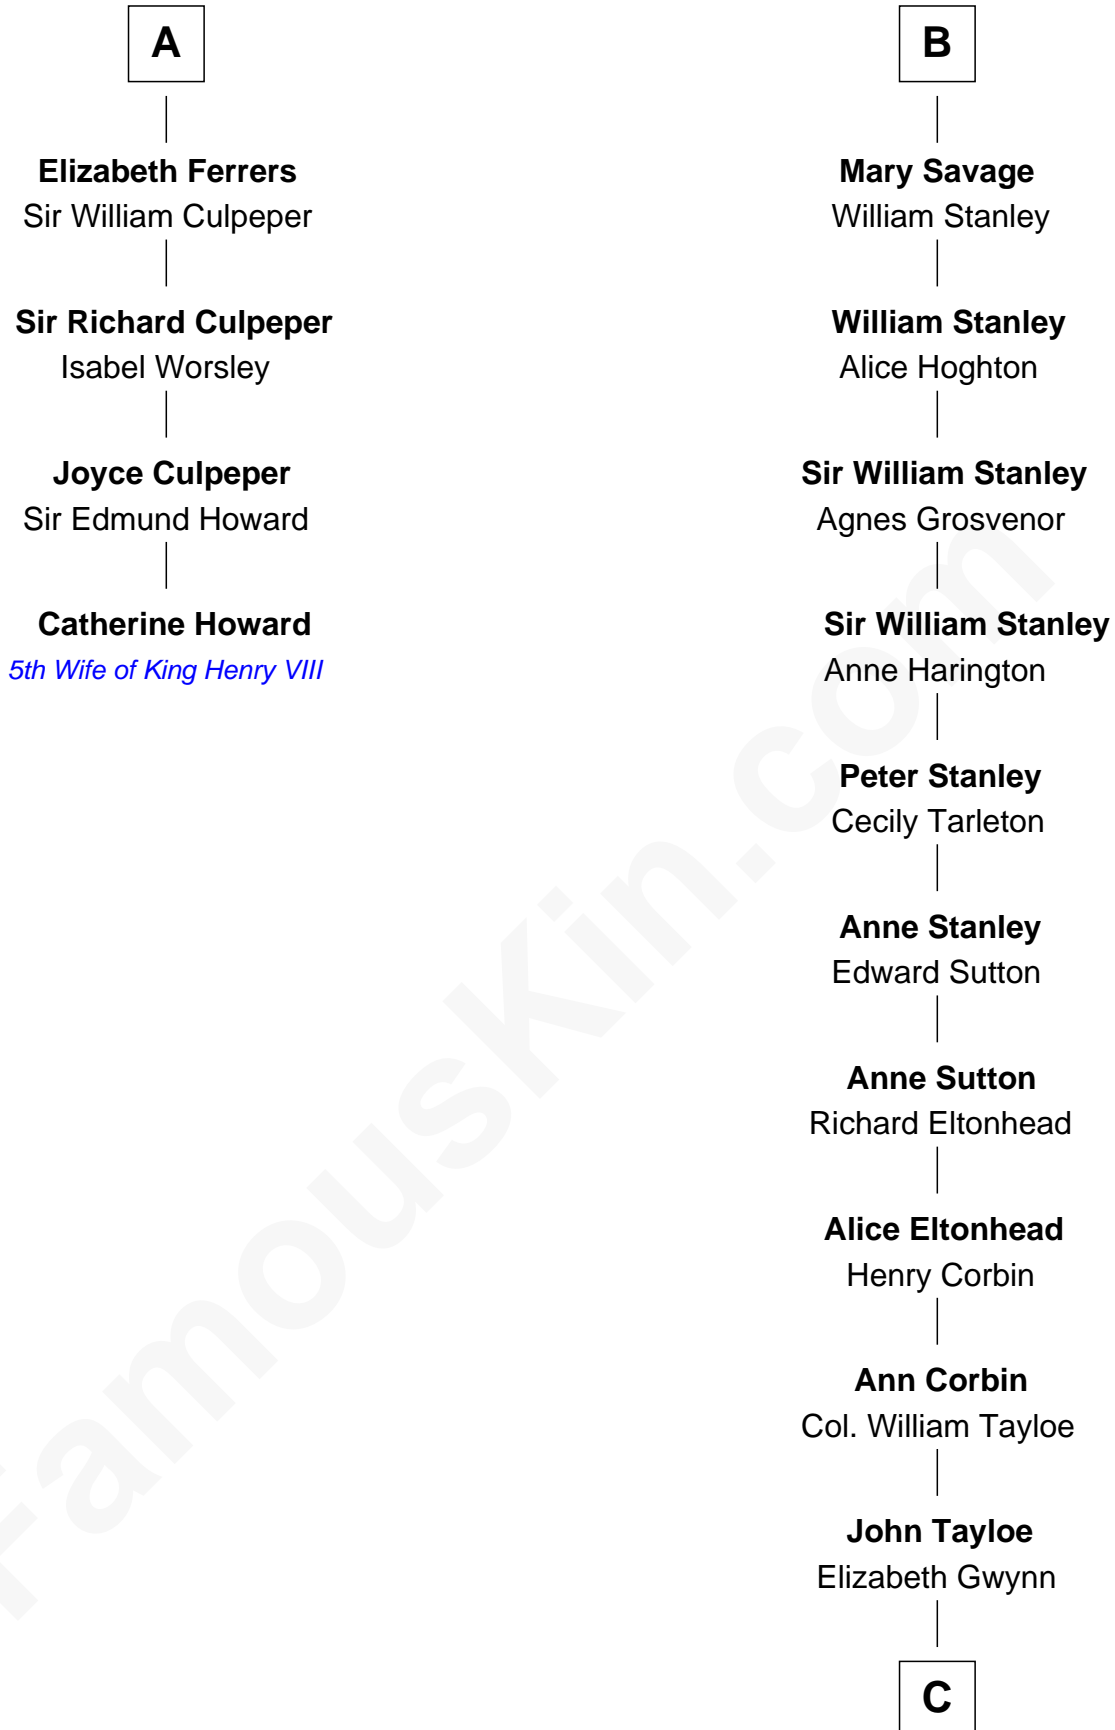 A
Elizabeth Ferrers
Sir William Culpeper
Sir Richard Culpeper
Isabel Worsley
Joyce Culpeper
Sir Edmund Howard
Catherine Howard
5th Wife of King Henry VIII
B
Mary Savage
William Stanley
William Stanley
Alice Hoghton
Sir William Stanley
Agnes Grosvenor
Sir William Stanley
Anne Harington
Peter Stanley
Cecily Tarleton
Anne Stanley
Edward Sutton
Anne Sutton
Richard Eltonhead
Alice Eltonhead
Henry Corbin
Ann Corbin
Col. William Tayloe
John Tayloe
Elizabeth Gwynn
C
FamousKin.com